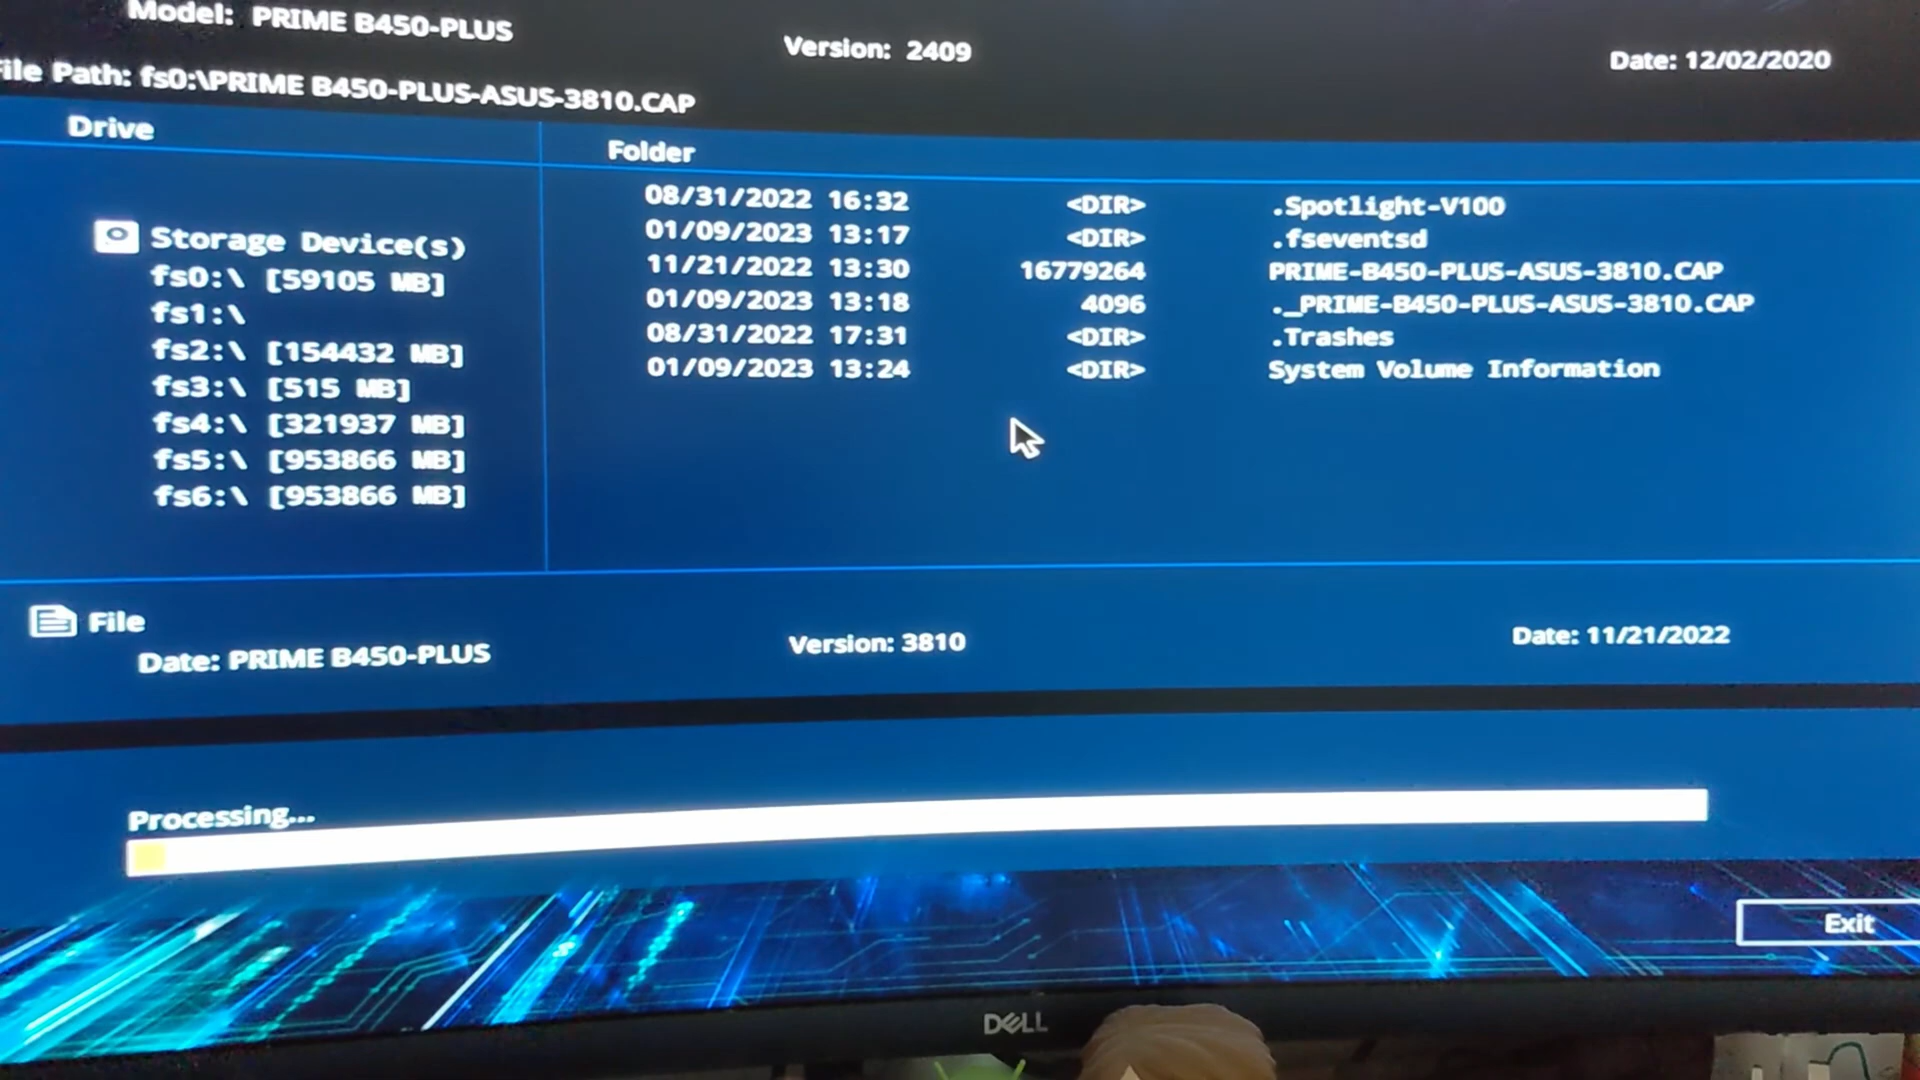 Model: PRIME B450-PLUS
Version: 2409
Date: 12/02/2020
ile Path: fs0:\PRIME B450-PLUS-ASUS-3810.CAP
Drive
Folder
Storage Device(s)
fs0:\ [59105 MB]
fs1:\
fs2:\ [154432 MB]
fs3:\ [515 MB]
fs4:\ [321937 MB]
fs5:\ [953866 MB]
fs6:\ [953866 MB]
08/31/2022 16:32 <DIR> .Spotlight-V100
01/09/2023 13:17 <DIR> .fseventsd
11/21/2022 13:30 16779264 PRIME-B450-PLUS-ASUS-3810.CAP
01/09/2023 13:18 4096 ._PRIME-B450-PLUS-ASUS-3810.CAP
08/31/2022 17:31 <DIR> .Trashes
01/09/2023 13:24 <DIR> System Volume Information
File
Date: PRIME B450-PLUS
Version: 3810
Date: 11/21/2022
Processing...
Exit
DELL